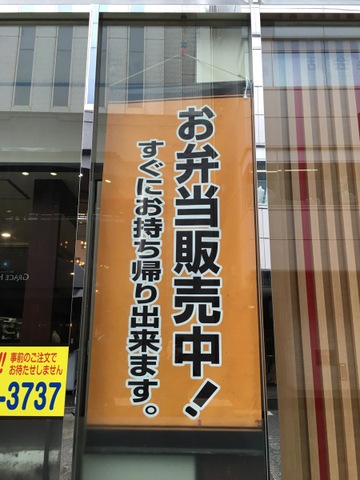 お弁当販売中!
すぐにお持ち帰り出来ます。
事前のご注文で
お待たせしません
-3737